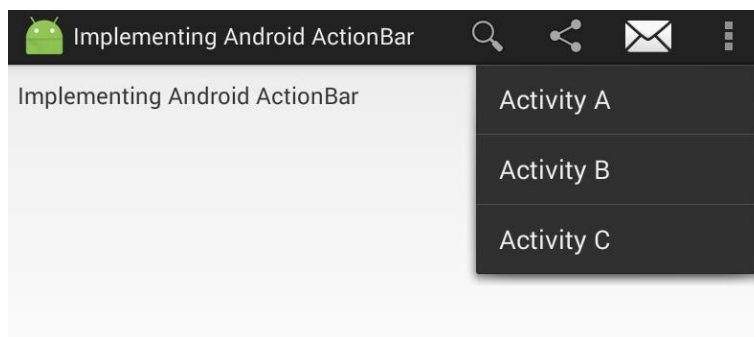 Implementing Android ActionBar
Implementing Android ActionBar
Activity A
Activity B
Activity C